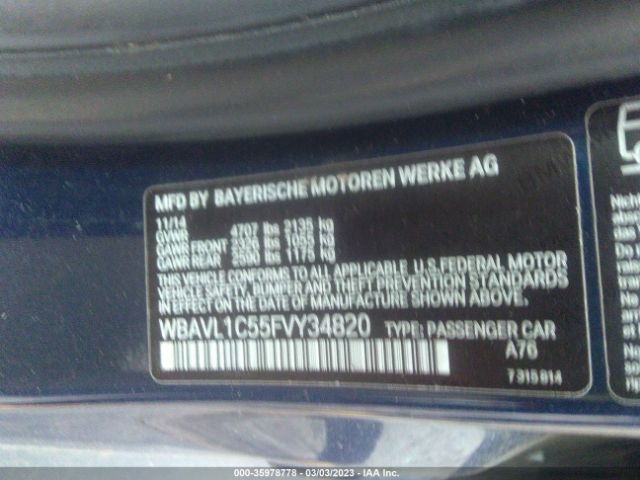 MFD BY BAYERISCHE MOTOREN WERKE AG
11/14
GVWR 4707 lbs 2135 kg
GAWR FRONT 2326 lbs 1055 kg
GAWR REAR 2590 lbs 1175 kg
THIS VEHICLE CONFORMS TO ALL APPLICABLE U.S. FEDERAL MOTOR
VEHICLE SAFETY, BUMPER AND THEFT PREVENTION STANDARDS
IN EFFECT ON THE DATE OF MANUFACTURE SHOWN ABOVE.
WBAVL1C55FVY34820 TYPE: PASSENGER CAR
A76
7 315 814
000-35978778 — 03/03/2023 — IAA Inc.